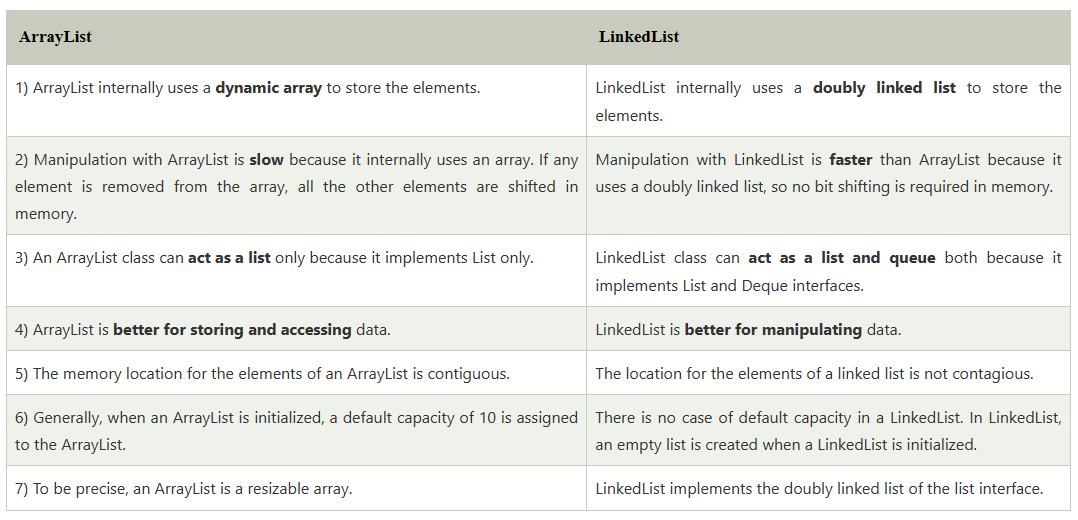 ArrayList
LinkedList
1) ArrayList internally uses a dynamic array to store the elements.
LinkedList internally uses a doubly linked list to store the
elements.
2) Manipulation with ArrayList is slow because it internally uses an array. If any
element is removed from the array, all the other elements are shifted in
memory.
Manipulation with LinkedList is faster than ArrayList because it
uses a doubly linked list, so no bit shifting is required in memory.
3) An ArrayList class can act as a list only because it implements List only.
LinkedList class can act as a list and queue both because it
implements List and Deque interfaces.
4) ArrayList is better for storing and accessing data.
LinkedList is better for manipulating data.
5) The memory location for the elements of an ArrayList is contiguous.
The location for the elements of a linked list is not contagious.
6) Generally, when an ArrayList is initialized, a default capacity of 10 is assigned
to the ArrayList.
There is no case of default capacity in a LinkedList. In LinkedList,
an empty list is created when a LinkedList is initialized.
7) To be precise, an ArrayList is a resizable array.
LinkedList implements the doubly linked list of the list interface.